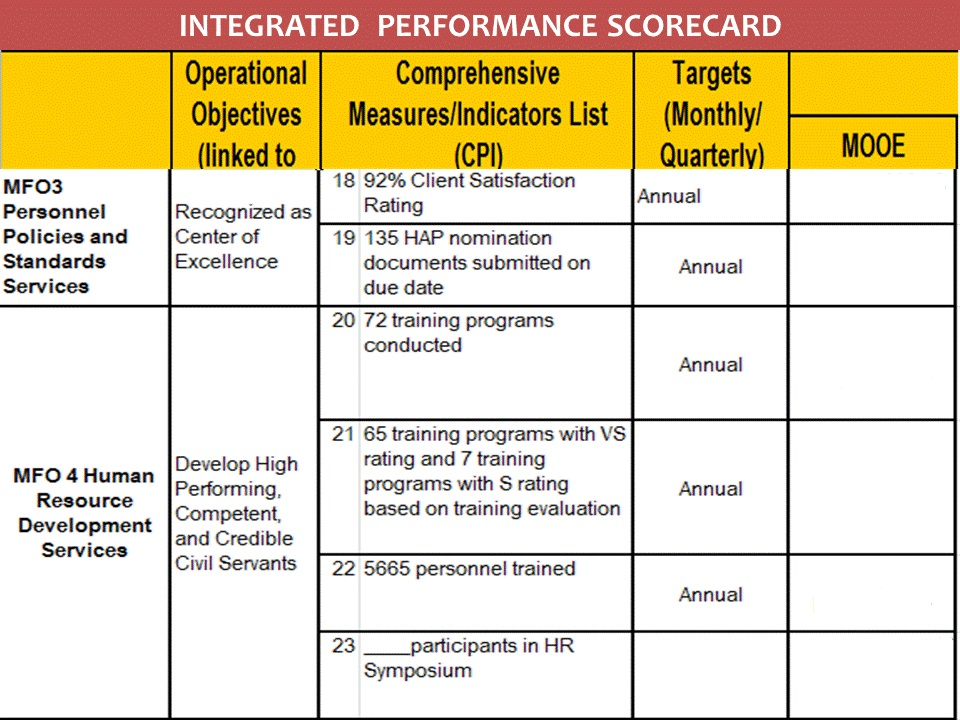 INTEGRATED PERFORMANCE SCORECARD
Operational
Objectives
(linked to
Comprehensive
Measures/Indicators List
(CPI)
Targets
(Monthly/
Quarterly)
MOOE
MFO3
Personnel
Policies and
Standards
Services
Recognized as
Center of
Excellence
18 92% Client Satisfaction
Rating
Annual
19 135 HAP nomination
documents submitted on
due date
Annual
MFO 4 Human
Resource
Development
Services
Develop High
Performing,
Competent,
and Credible
Civil Servants
20 72 training programs
conducted
Annual
21 65 training programs with VS
rating and 7 training
programs with S rating
based on training evaluation
Annual
22 5665 personnel trained
Annual
23 ____participants in HR
Symposium